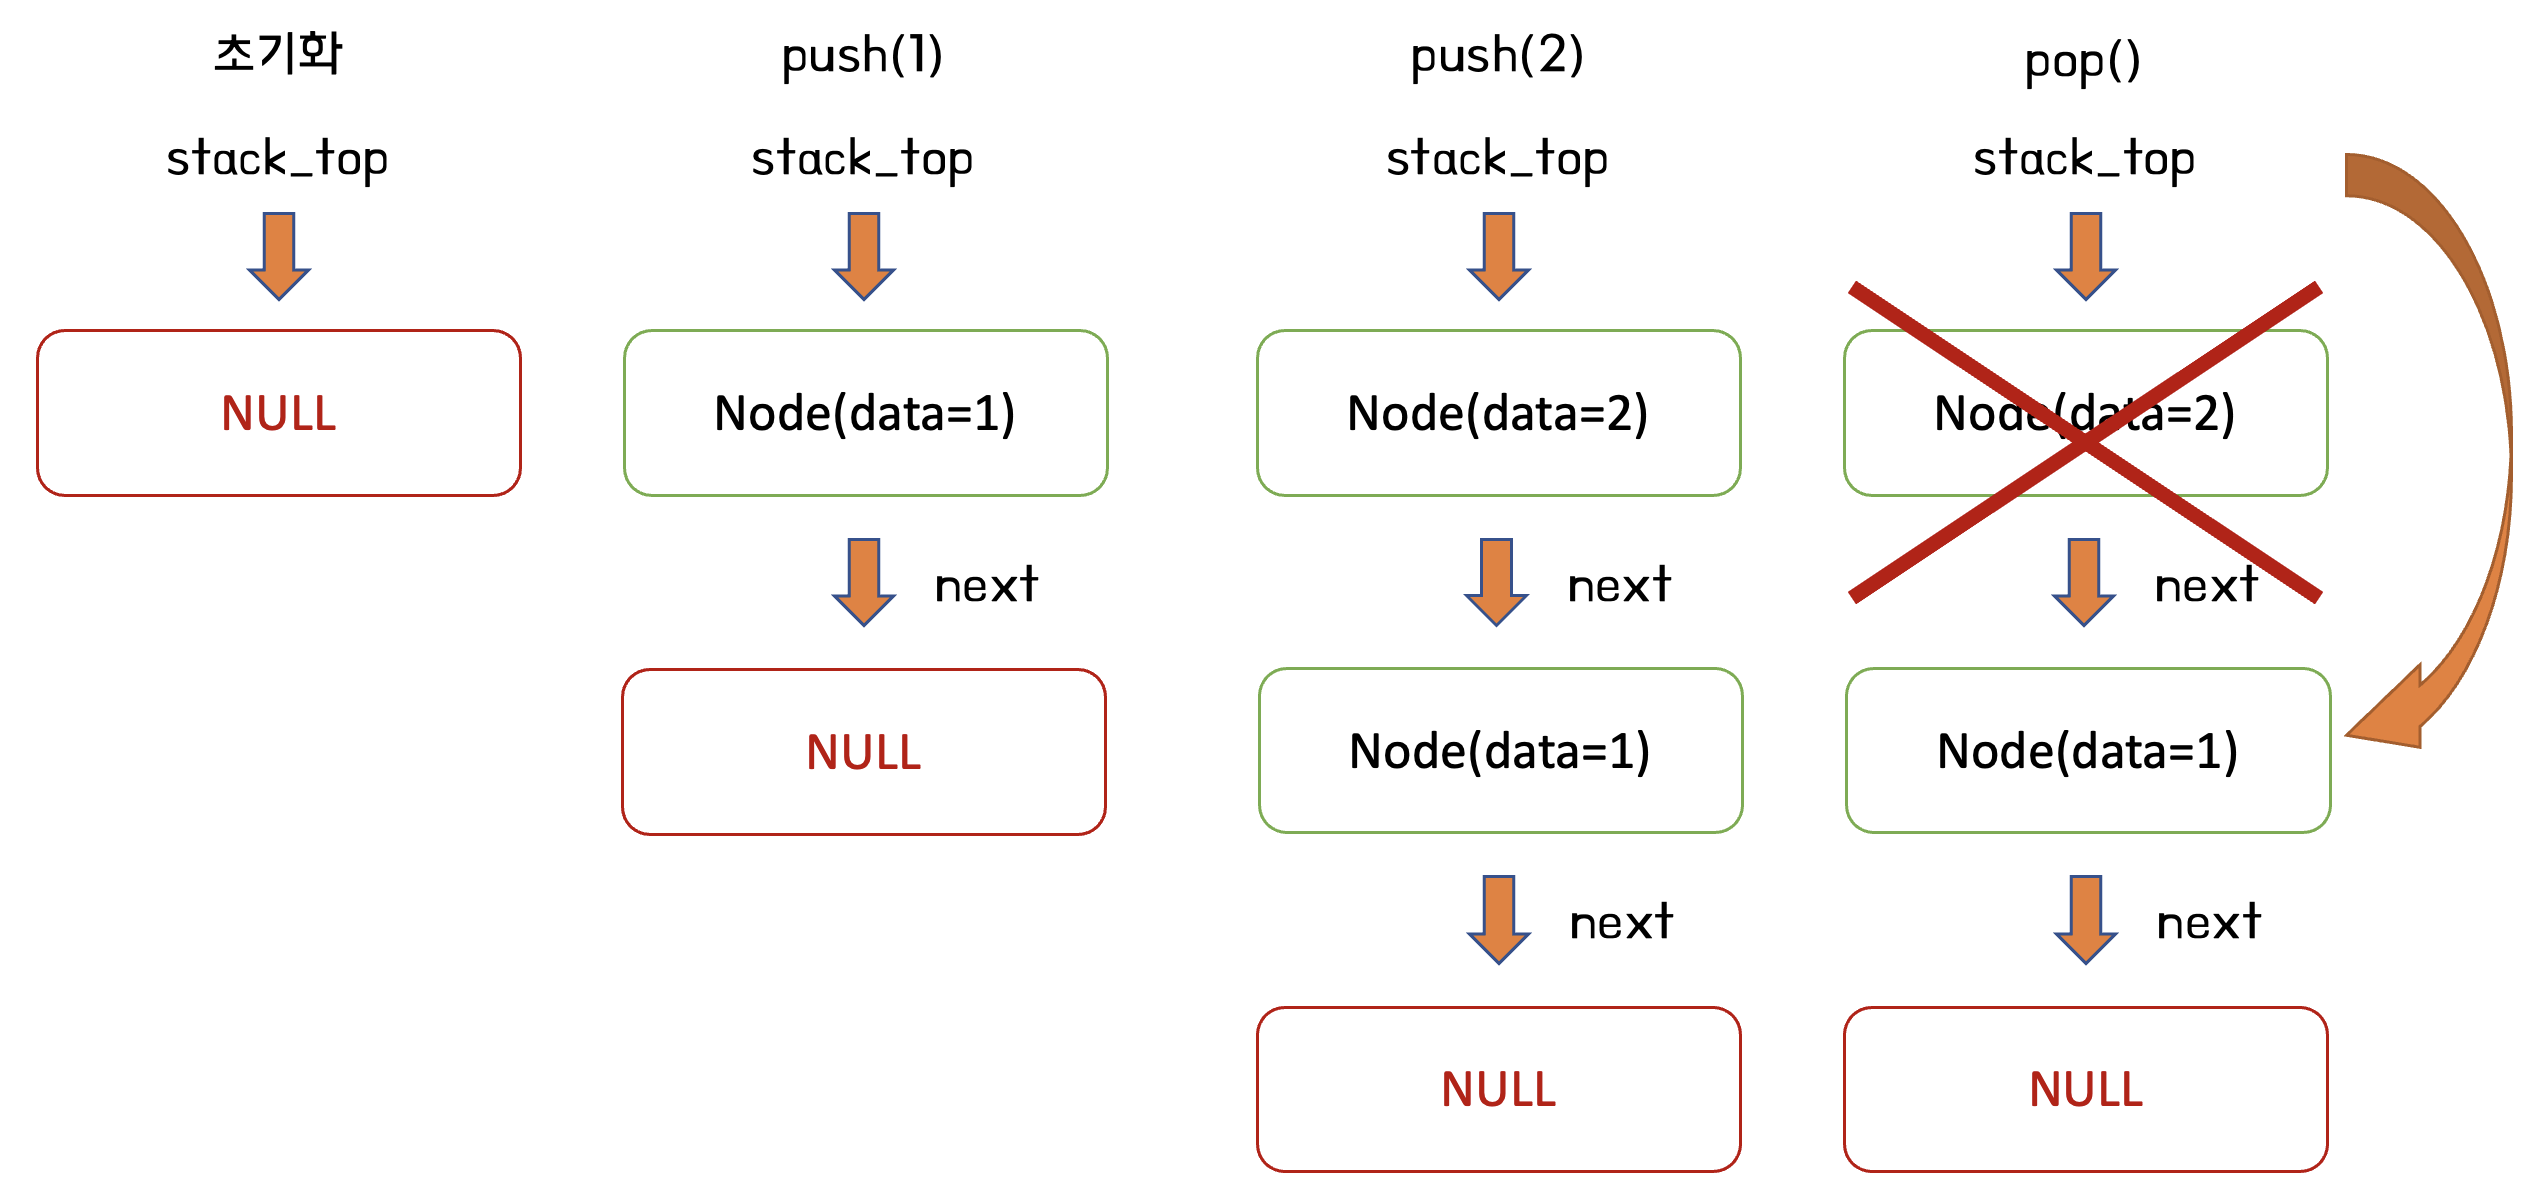 초기화
stack_top
NULL
push(1)
stack_top
Node(data=1)
next
NULL
push(2)
stack_top
Node(data=2)
next
Node(data=1)
next
NULL
pop()
stack_top
Node(data=2)
next
Node(data=1)
next
NULL